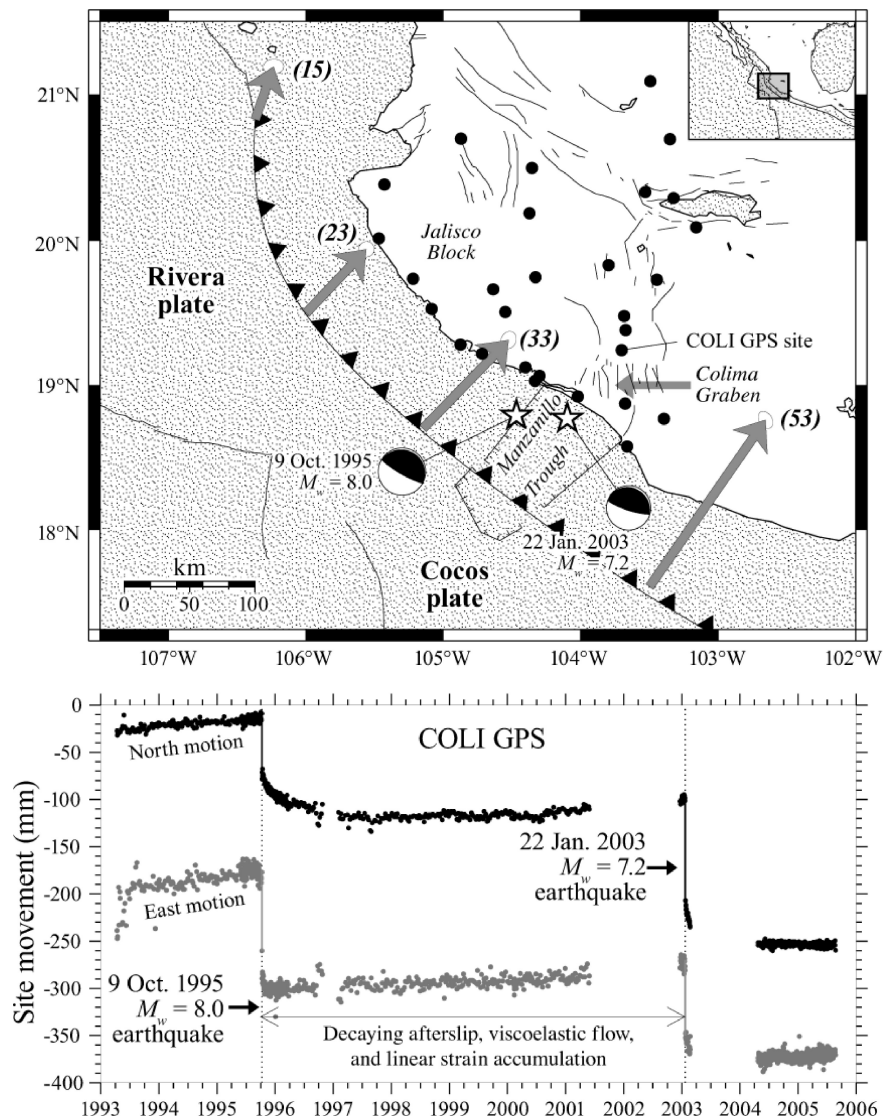 (15)
21°N
(23)
20°N
Jalisco
Block
Rivera
plate
(33)
COLI GPS site
19°N
Colima
Graben
(53)
Manzanillo
Trough
9 Oct. 1995
Mw = 8.0
18°N
22 Jan. 2003
Mw = 7.2
km
0 100
Cocos
plate
107°W 106°W 105°W 104°W 103°W 102°W
0
-50
-100
-150
-200
-250
-300
-350
-400
Site movement (mm)
COLI GPS
North motion
East motion
22 Jan. 2003
Mw = 7.2
earthquake
9 Oct. 1995
Mw = 8.0
earthquake
Decaying afterslip, viscoelastic flow,
and linear strain accumulation
1993 1994 1995 1996 1997 1998 1999 2000 2001 2002 2003 2004 2005 2006